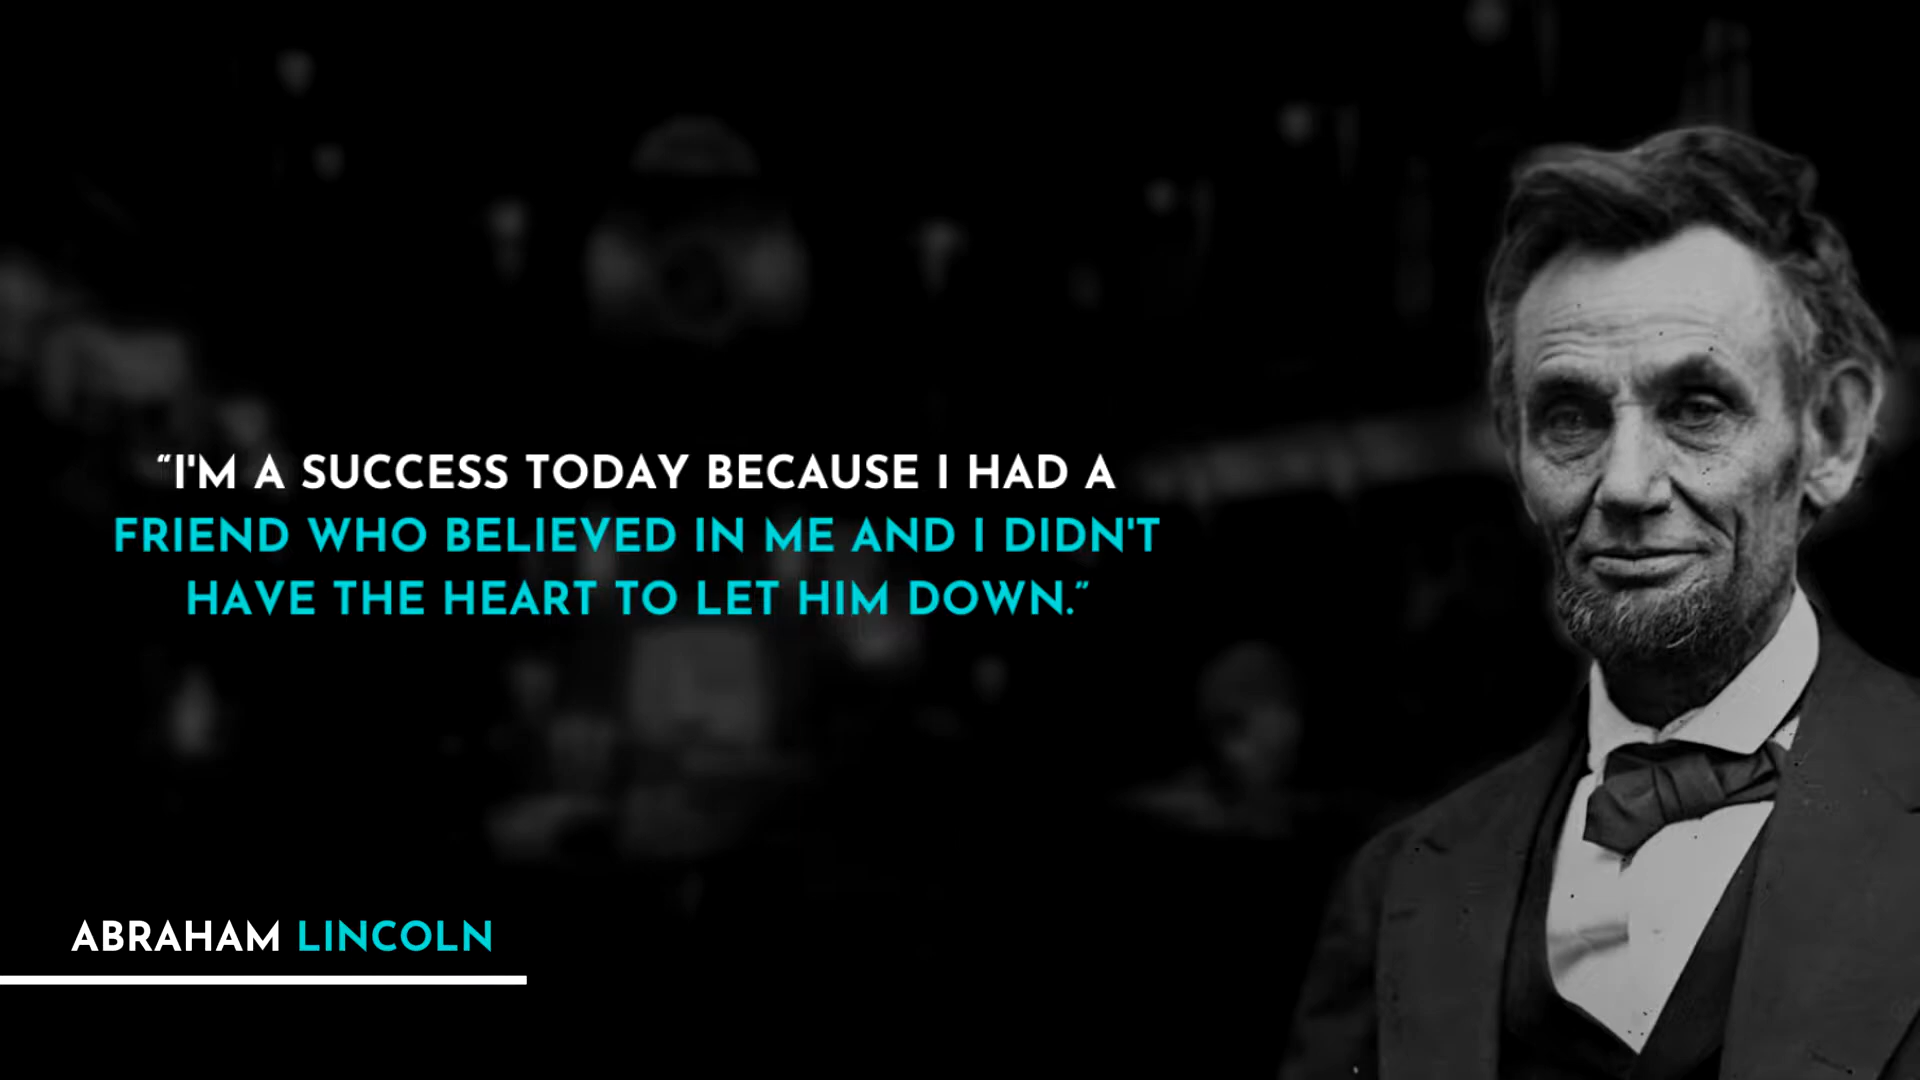 “I'M A SUCCESS TODAY BECAUSE I HAD A
FRIEND WHO BELIEVED IN ME AND I DIDN'T
HAVE THE HEART TO LET HIM DOWN.”
ABRAHAM LINCOLN